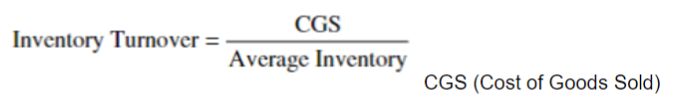 Inventory Turnover = CGS / Average Inventory
CGS (Cost of Goods Sold)